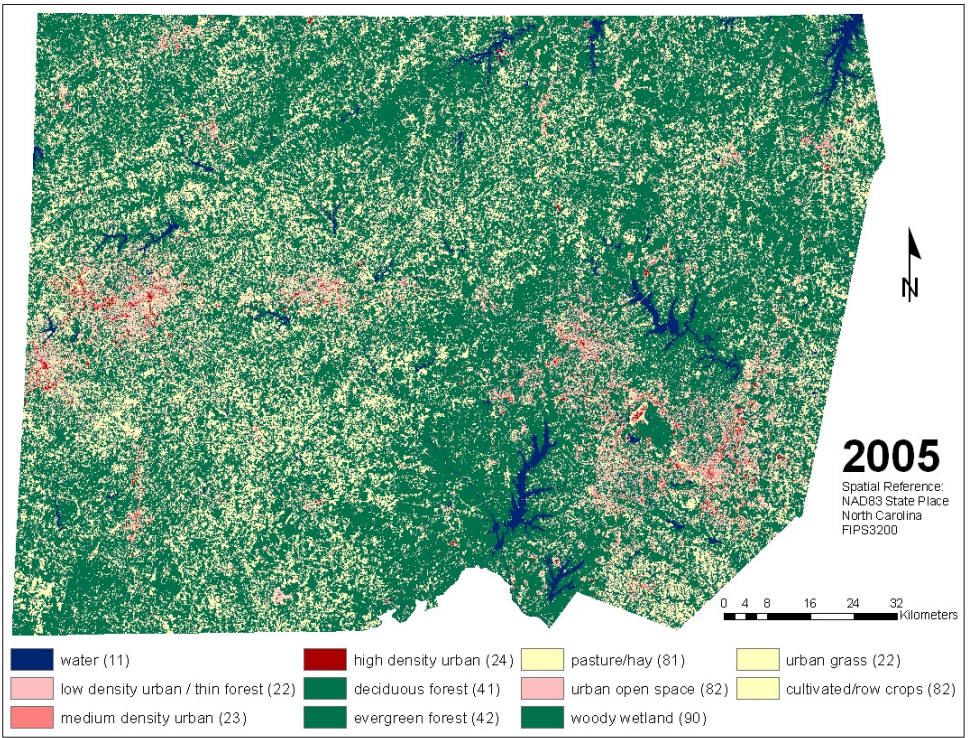 N
2005
Spatial Reference:
NAD83 State Place
North Carolina
FIPS3200
0 4 8 16 24 32
Kilometers
water (11)
high density urban (24)
pasture/hay (81)
urban grass (22)
low density urban / thin forest (22)
deciduous forest (41)
urban open space (82)
cultivated/row crops (82)
medium density urban (23)
evergreen forest (42)
woody wetland (90)